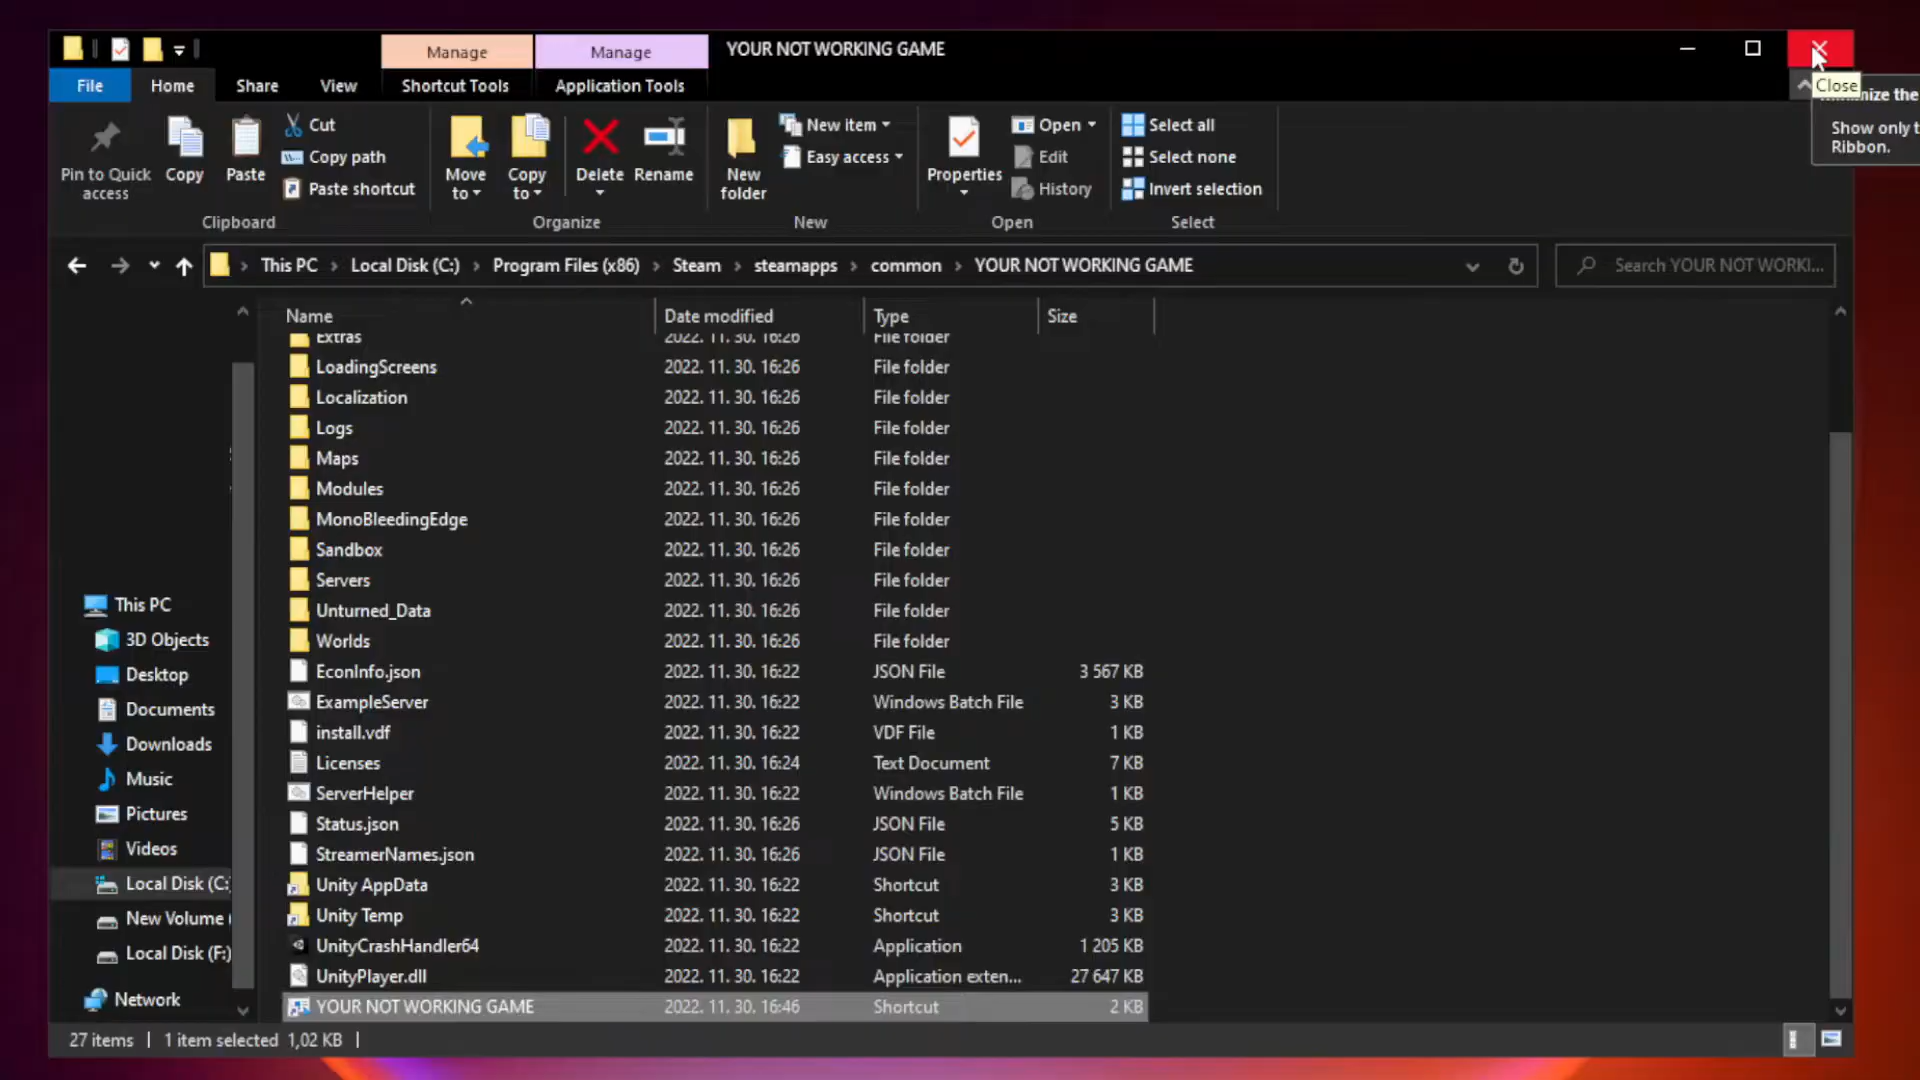 Manage
Manage
YOUR NOT WORKING GAME
File
Home
Share
View
Shortcut Tools
Application Tools
Close
Show only t
Ribbon.
Pin to Quick access
Copy
Paste
Cut
Copy path
Paste shortcut
Move to
Copy to
Delete
Rename
New folder
New item
Easy access
Properties
Open
Edit
History
Select all
Select none
Invert selection
Clipboard
Organize
New
Open
Select
This PC > Local Disk (C:) > Program Files (x86) > Steam > steamapps > common > YOUR NOT WORKING GAME
Search YOUR NOT WORKI...
Name Date modified Type Size
Extras 2022. 11. 30. 16:26 File folder
LoadingScreens 2022. 11. 30. 16:26 File folder
Localization 2022. 11. 30. 16:26 File folder
Logs 2022. 11. 30. 16:26 File folder
Maps 2022. 11. 30. 16:26 File folder
Modules 2022. 11. 30. 16:26 File folder
MonoBleedingEdge 2022. 11. 30. 16:26 File folder
Sandbox 2022. 11. 30. 16:26 File folder
Servers 2022. 11. 30. 16:26 File folder
Unturned_Data 2022. 11. 30. 16:26 File folder
Worlds 2022. 11. 30. 16:26 File folder
EconInfo.json 2022. 11. 30. 16:22 JSON File 3 567 KB
ExampleServer 2022. 11. 30. 16:22 Windows Batch File 3 KB
install.vdf 2022. 11. 30. 16:22 VDF File 1 KB
Licenses 2022. 11. 30. 16:24 Text Document 7 KB
ServerHelper 2022. 11. 30. 16:22 Windows Batch File 1 KB
Status.json 2022. 11. 30. 16:26 JSON File 5 KB
StreamerNames.json 2022. 11. 30. 16:26 JSON File 1 KB
Unity AppData 2022. 11. 30. 16:22 Shortcut 3 KB
Unity Temp 2022. 11. 30. 16:22 Shortcut 3 KB
UnityCrashHandler64 2022. 11. 30. 16:22 Application 1 205 KB
UnityPlayer.dll 2022. 11. 30. 16:22 Application exten... 27 647 KB
YOUR NOT WORKING GAME 2022. 11. 30. 16:46 Shortcut 2 KB
This PC
3D Objects
Desktop
Documents
Downloads
Music
Pictures
Videos
Local Disk (C:
New Volume (
Local Disk (F:)
Network
27 items
1 item selected 1,02 KB